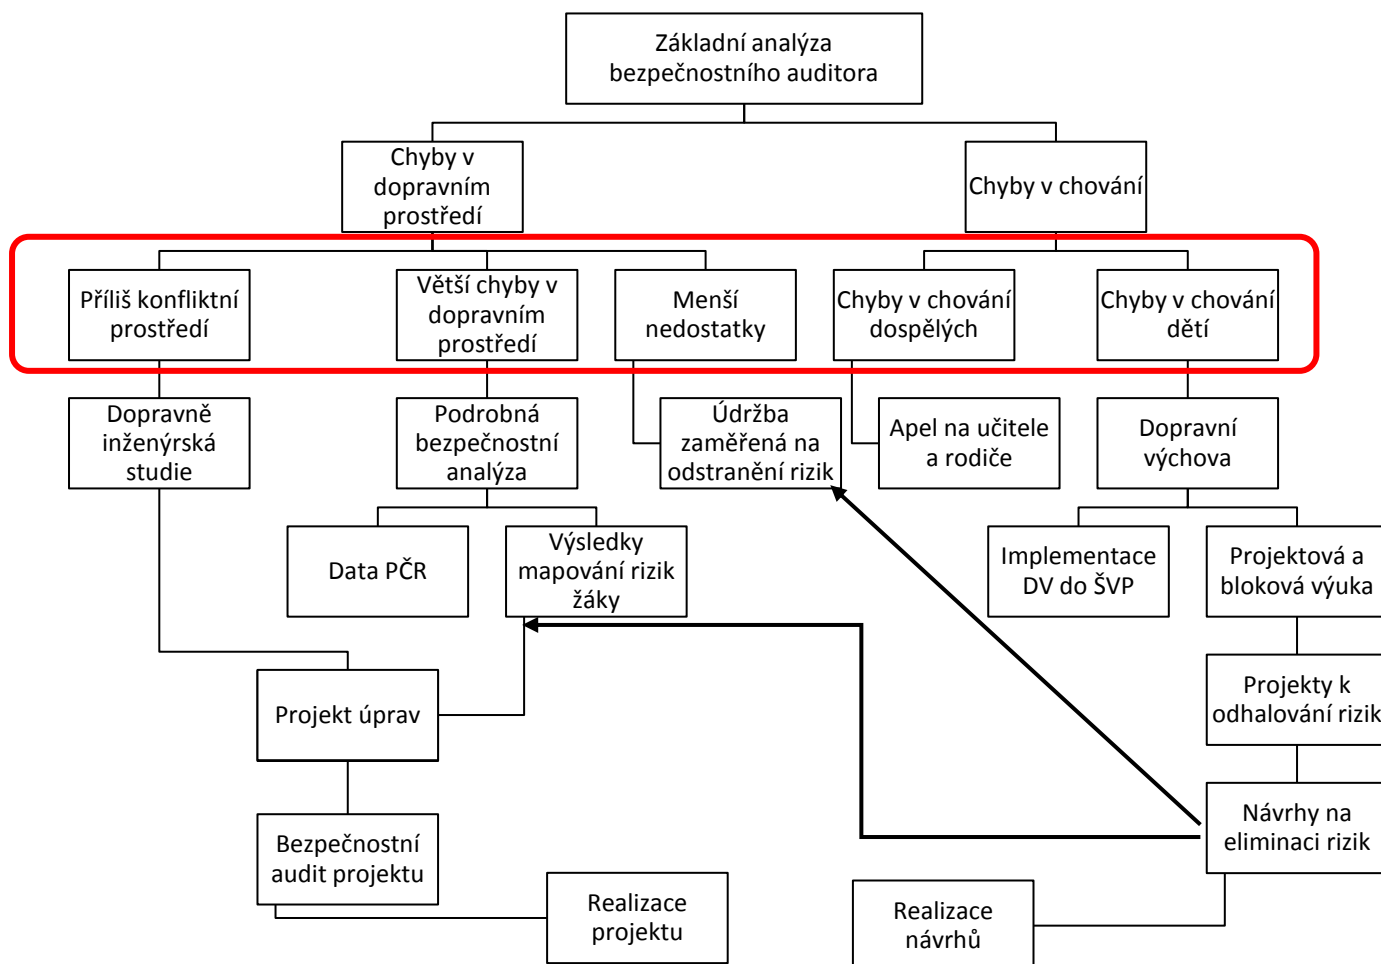 Základní analýza
bezpečnostního auditora
Chyby v
dopravním
prostředí
Chyby v chování
Příliš konfliktní
prostředí
Větší chyby v
dopravním
prostředí
Menší
nedostatky
Chyby v chování
dospělých
Chyby v chování
dětí
Dopravně
inženýrská
studie
Podrobná
bezpečnostní
analýza
Údržba
zaměřená na
odstranění rizik
Apel na učitele
a rodiče
Dopravní
výchova
Data PČR
Výsledky
mapování rizik
žáky
Implementace
DV do ŠVP
Projektová a
bloková výuka
Projekt úprav
Projekty k
odhalování rizik
Bezpečnostní
audit projektu
Návrhy na
eliminaci rizik
Realizace
projektu
Realizace
návrhů